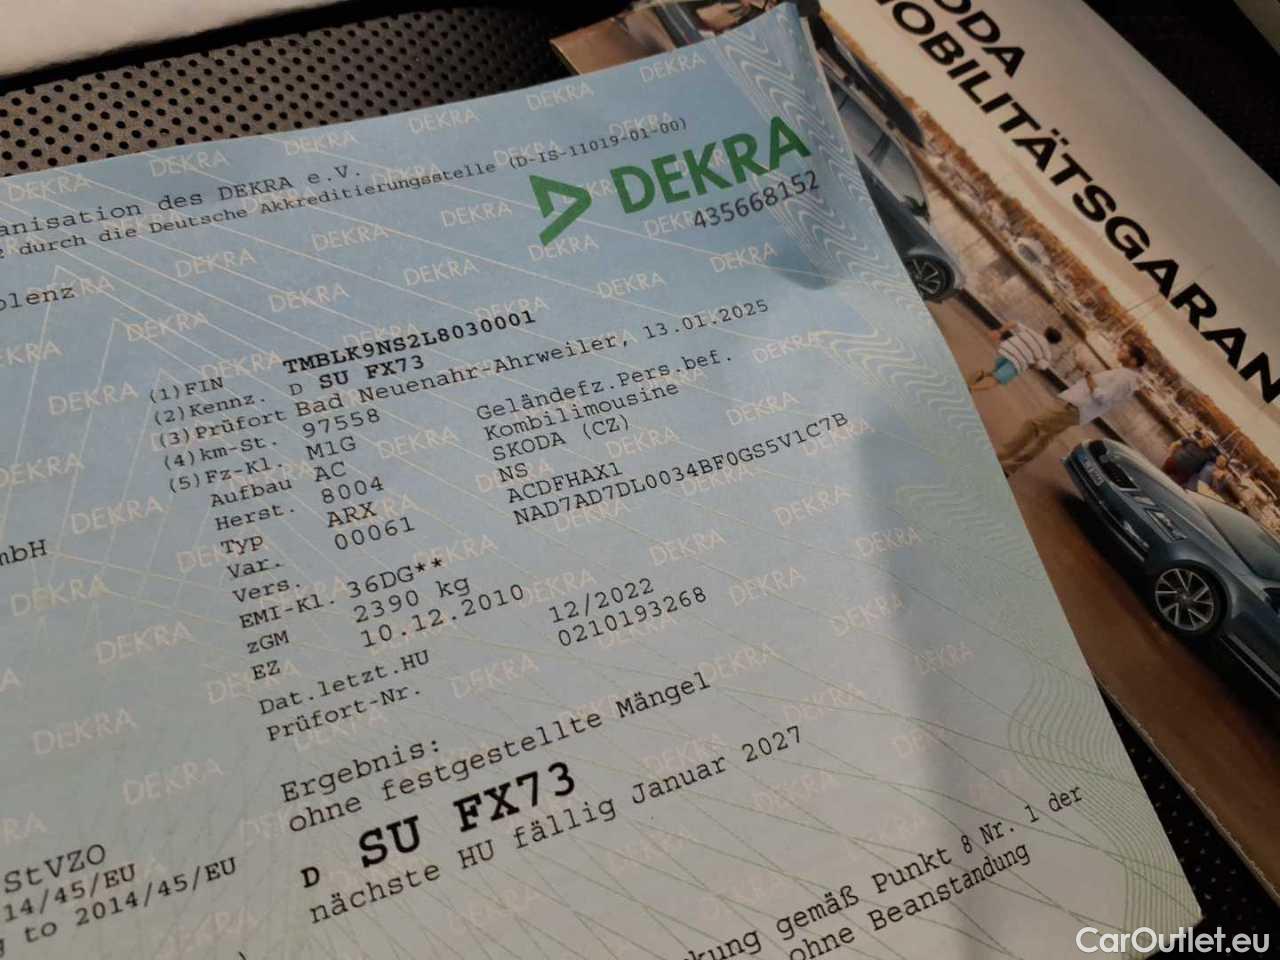 anisation des DEKRA e.V.
durch die Deutsche Akkreditierungsstelle (D-IS-11019-01-00)
DEKRA
435668152
blenz
(1)FIN TMBLK9NS2L8030001
(2)Kennz. D SU FX73
(3)Prüfort Bad Neuenahr-Ahrweiler, 13.01.2025
(4)km-St. 97558
(5)Fz-Kl. M1G Geländefz.Pers.bef.
Aufbau AC Kombilimousine
Herst. 8004 SKODA (CZ)
Typ NS
Var. ARX ACDFHAX1
Vers. 00061 NAD7AD7DL0034BF0GS5V1C7B
EMI-Kl. 36DG**
zGM 2390 kg
EZ 10.12.2010
Dat.letzt.HU 12/2022
Prüfort-Nr. 0210193268
mbH
Ergebnis:
ohne festgestellte Mängel
D SU FX73
nächste HU fällig Januar 2027
StVZO
14/45/EU
g to 2014/45/EU
kung gemäß Punkt 8 Nr. 1 der
ohne Beanstandung
ODA
MOBILITÄTSGARAN
CarOutlet.eu